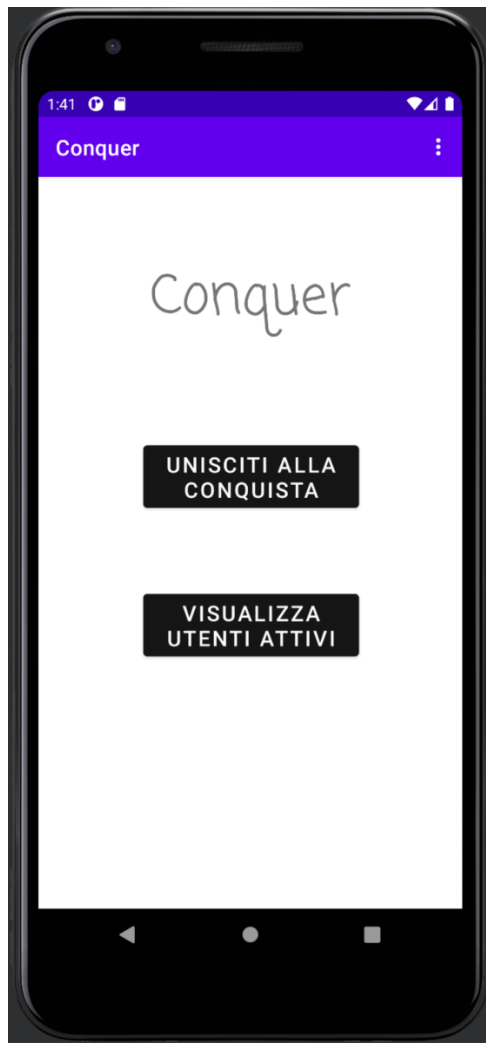 1:41
Conquer
Conquer
UNISCITI ALLA
CONQUISTA
VISUALIZZA
UTENTI ATTIVI